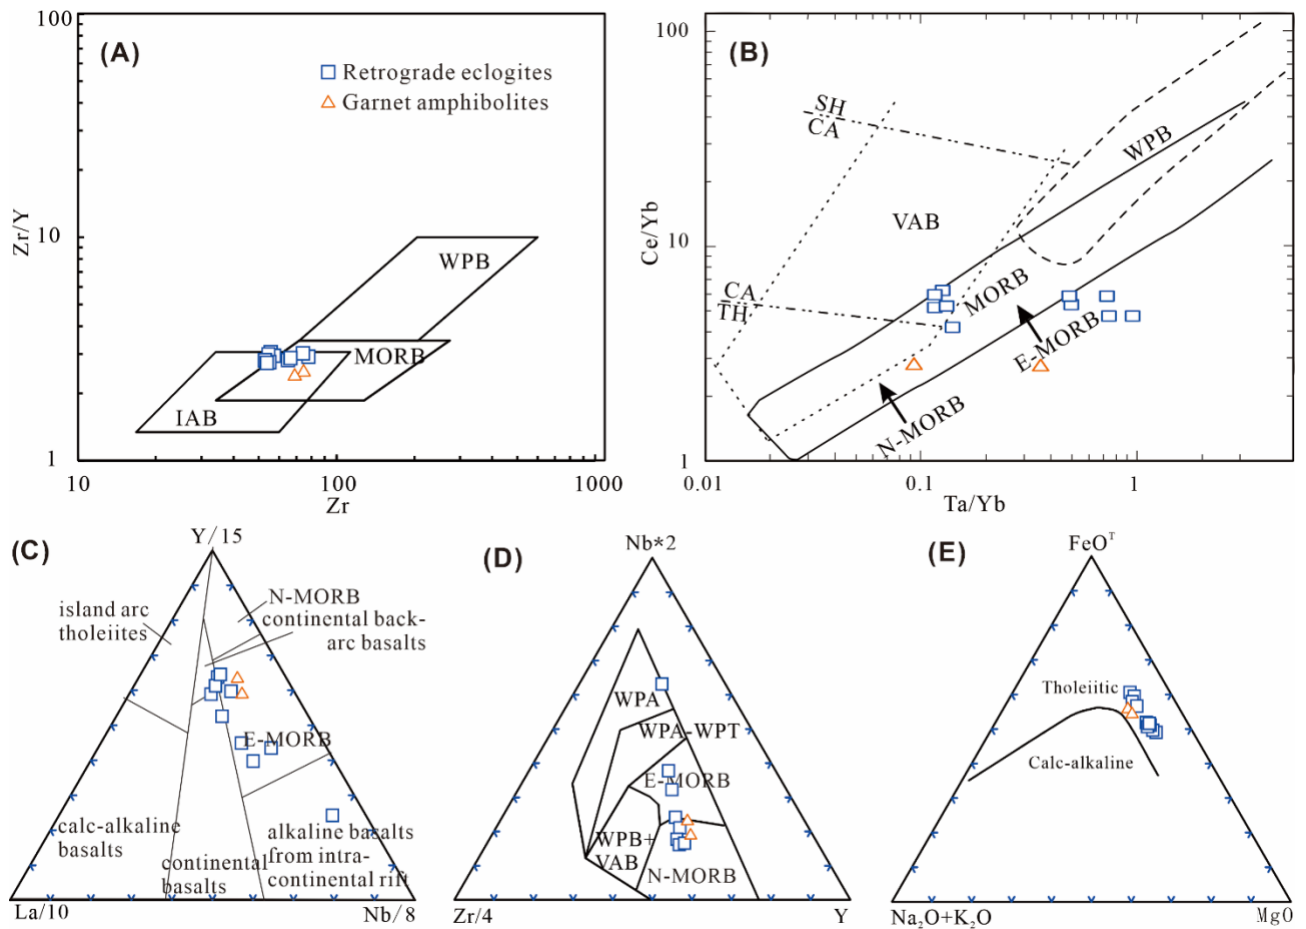 100
(A)
Retrograde eclogites
Garnet amphibolites
Zr/Y
10
WPB
MORB
IAB
1
10
100
1000
Zr
100
(B)
SH
CA
WPB
VAB
Ce/Yb
10
CA
TH
MORB
E-MORB
N-MORB
1
0.01
0.1
1
Ta/Yb
(C)
Y/15
N-MORB
island arc
tholeiites
continental back-
arc basalts
E-MORB
calc-alkaline
basalts
continental
basalts
alkaline basalts
from intra-
continental rift
La/10
Nb/8
(D)
Nb*2
WPA
WPA-WPT
E-MORB
WPB+
VAB
N-MORB
Zr/4
Y
(E)
FeOᵀ
Tholeiitic
Calc-alkaline
Na₂O+K₂O
MgO